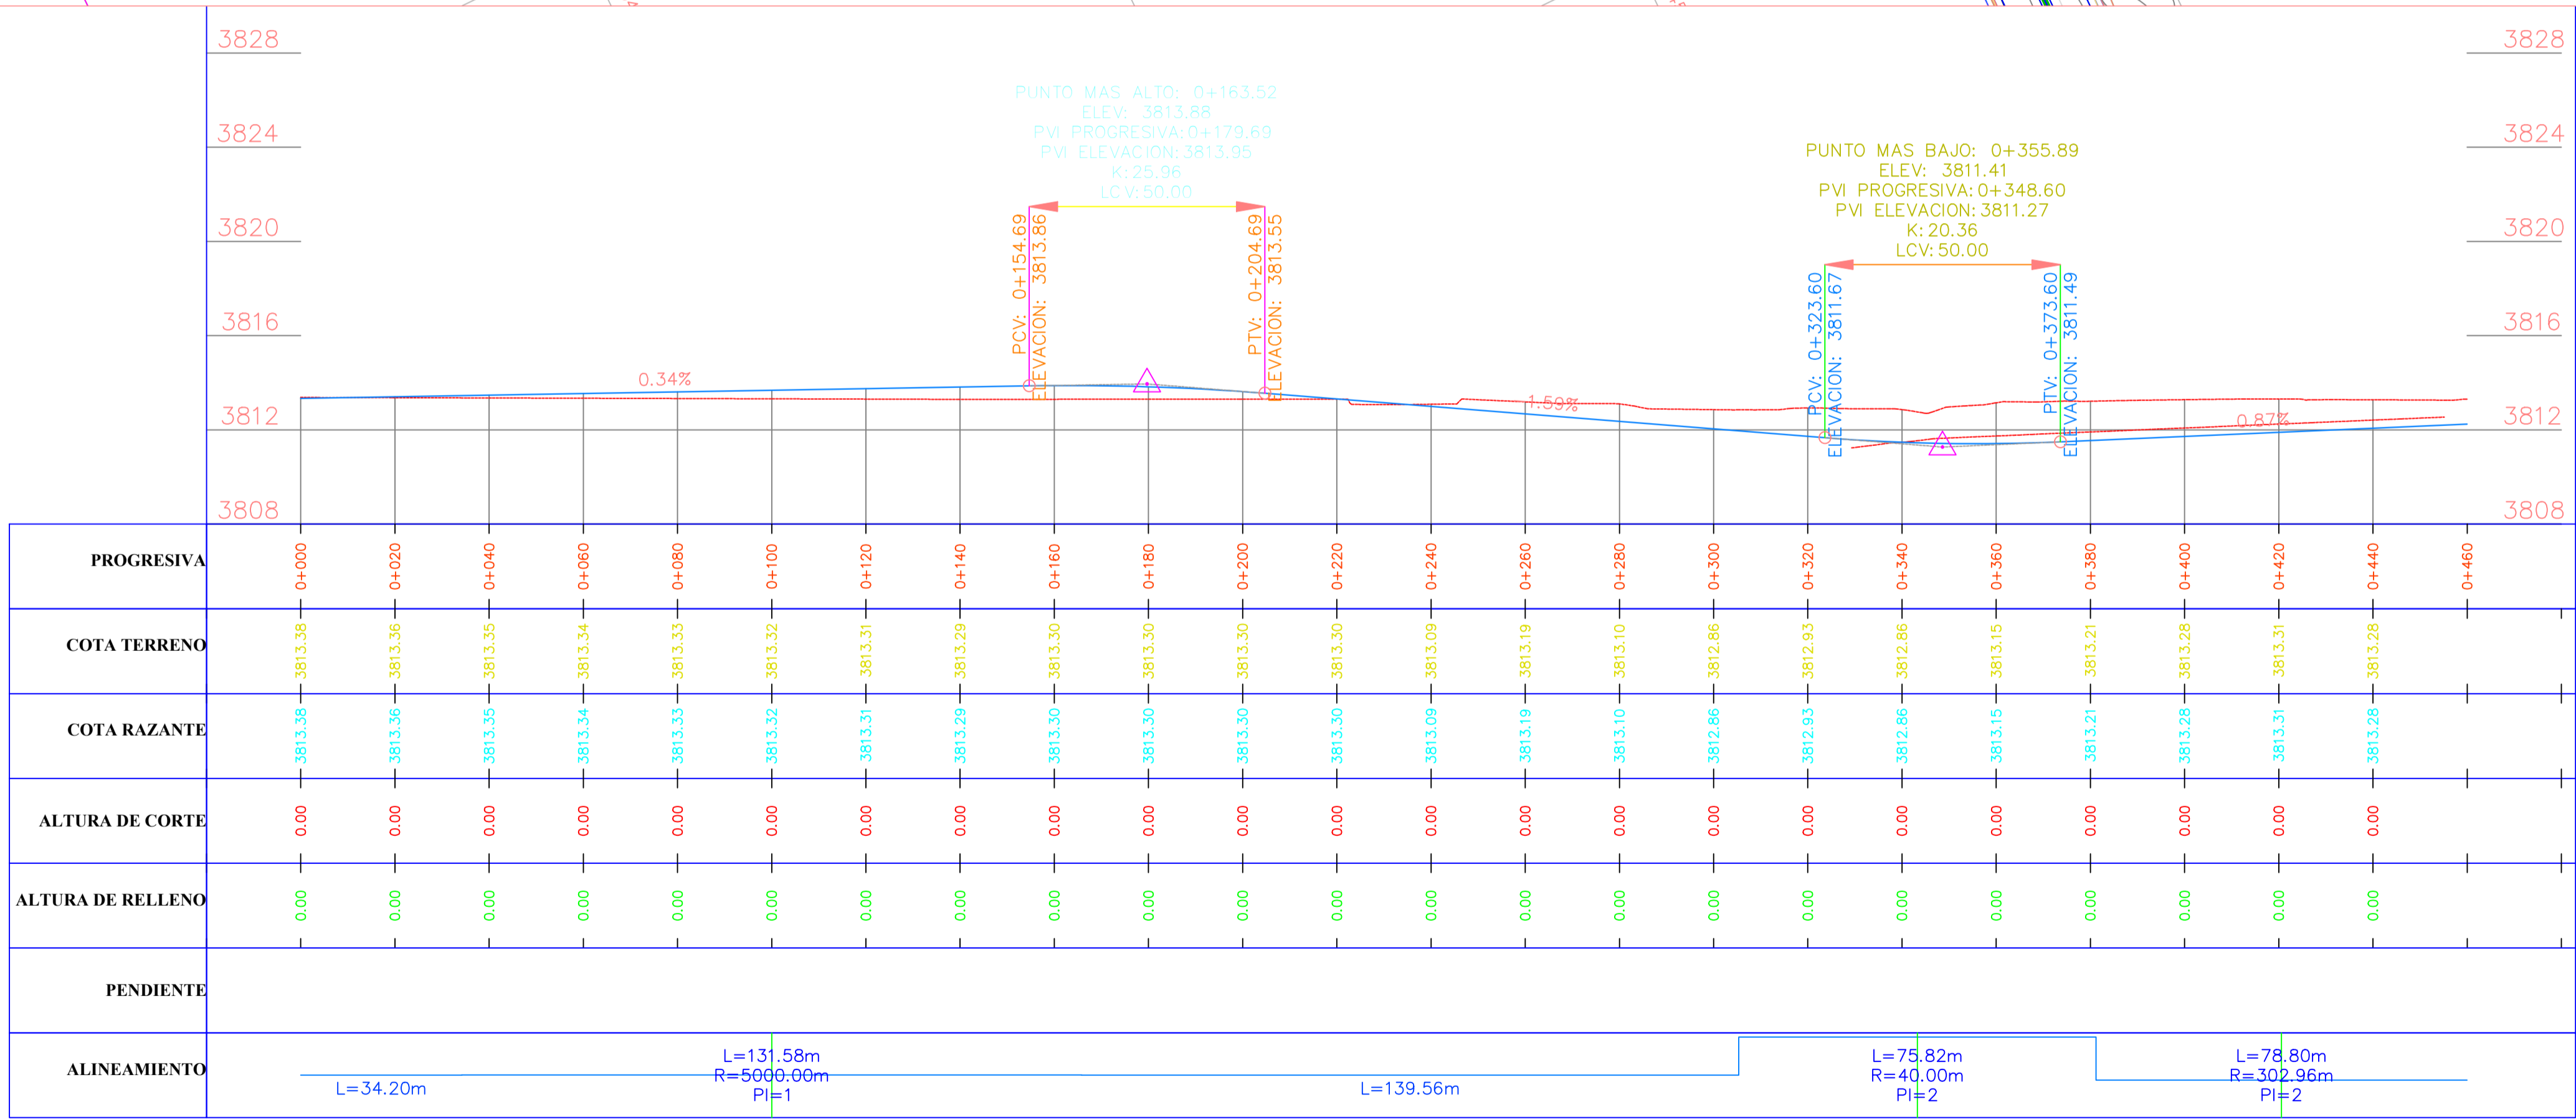 3828
3828
PUNTO MAS ALTO: 0+163.52
ELEV: 3813.88
PVI PROGRESIVA:0+179.69
PVI ELEVACION:3813.95
K:25.96
LCV:50.00
3824
3824
PUNTO MAS BAJO: 0+355.89
ELEV: 3811.41
PVI PROGRESIVA:0+348.60
PVI ELEVACION:3811.27
K:20.36
LCV:50.00
3820
3820
PCV: 0+154.69
ELEVACION: 3813.86
PTV: 0+204.69
ELEVACION: 3813.55
PCV: 0+323.60
ELEVACION: 3811.67
PTV: 0+373.60
ELEVACION: 3811.49
3816
3816
0.34%
1.59%
0.87%
3812
3812
3808
3808
PROGRESIVA 0+000 0+020 0+040 0+060 0+080 0+100 0+120 0+140 0+160 0+180 0+200 0+220 0+240 0+260 0+280 0+300 0+320 0+340 0+360 0+380 0+400 0+420 0+440 0+460
COTA TERRENO 3813.38 3813.36 3813.35 3813.34 3813.33 3813.32 3813.31 3813.29 3813.30 3813.30 3813.30 3813.30 3813.09 3813.19 3813.10 3812.86 3812.93 3812.86 3813.15 3813.21 3813.28 3813.31 3813.28
COTA RAZANTE 3813.38 3813.36 3813.35 3813.34 3813.33 3813.32 3813.31 3813.29 3813.30 3813.30 3813.30 3813.30 3813.09 3813.19 3813.10 3812.86 3812.93 3812.86 3813.15 3813.21 3813.28 3813.31 3813.28
ALTURA DE CORTE 0.00 0.00 0.00 0.00 0.00 0.00 0.00 0.00 0.00 0.00 0.00 0.00 0.00 0.00 0.00 0.00 0.00 0.00 0.00 0.00 0.00 0.00 0.00
ALTURA DE RELLENO 0.00 0.00 0.00 0.00 0.00 0.00 0.00 0.00 0.00 0.00 0.00 0.00 0.00 0.00 0.00 0.00 0.00 0.00 0.00 0.00 0.00 0.00 0.00
PENDIENTE
ALINEAMIENTO
L=34.20m
L=131.58m
R=5000.00m
PI=1
L=139.56m
L=75.82m
R=40.00m
PI=2
L=78.80m
R=302.96m
PI=2